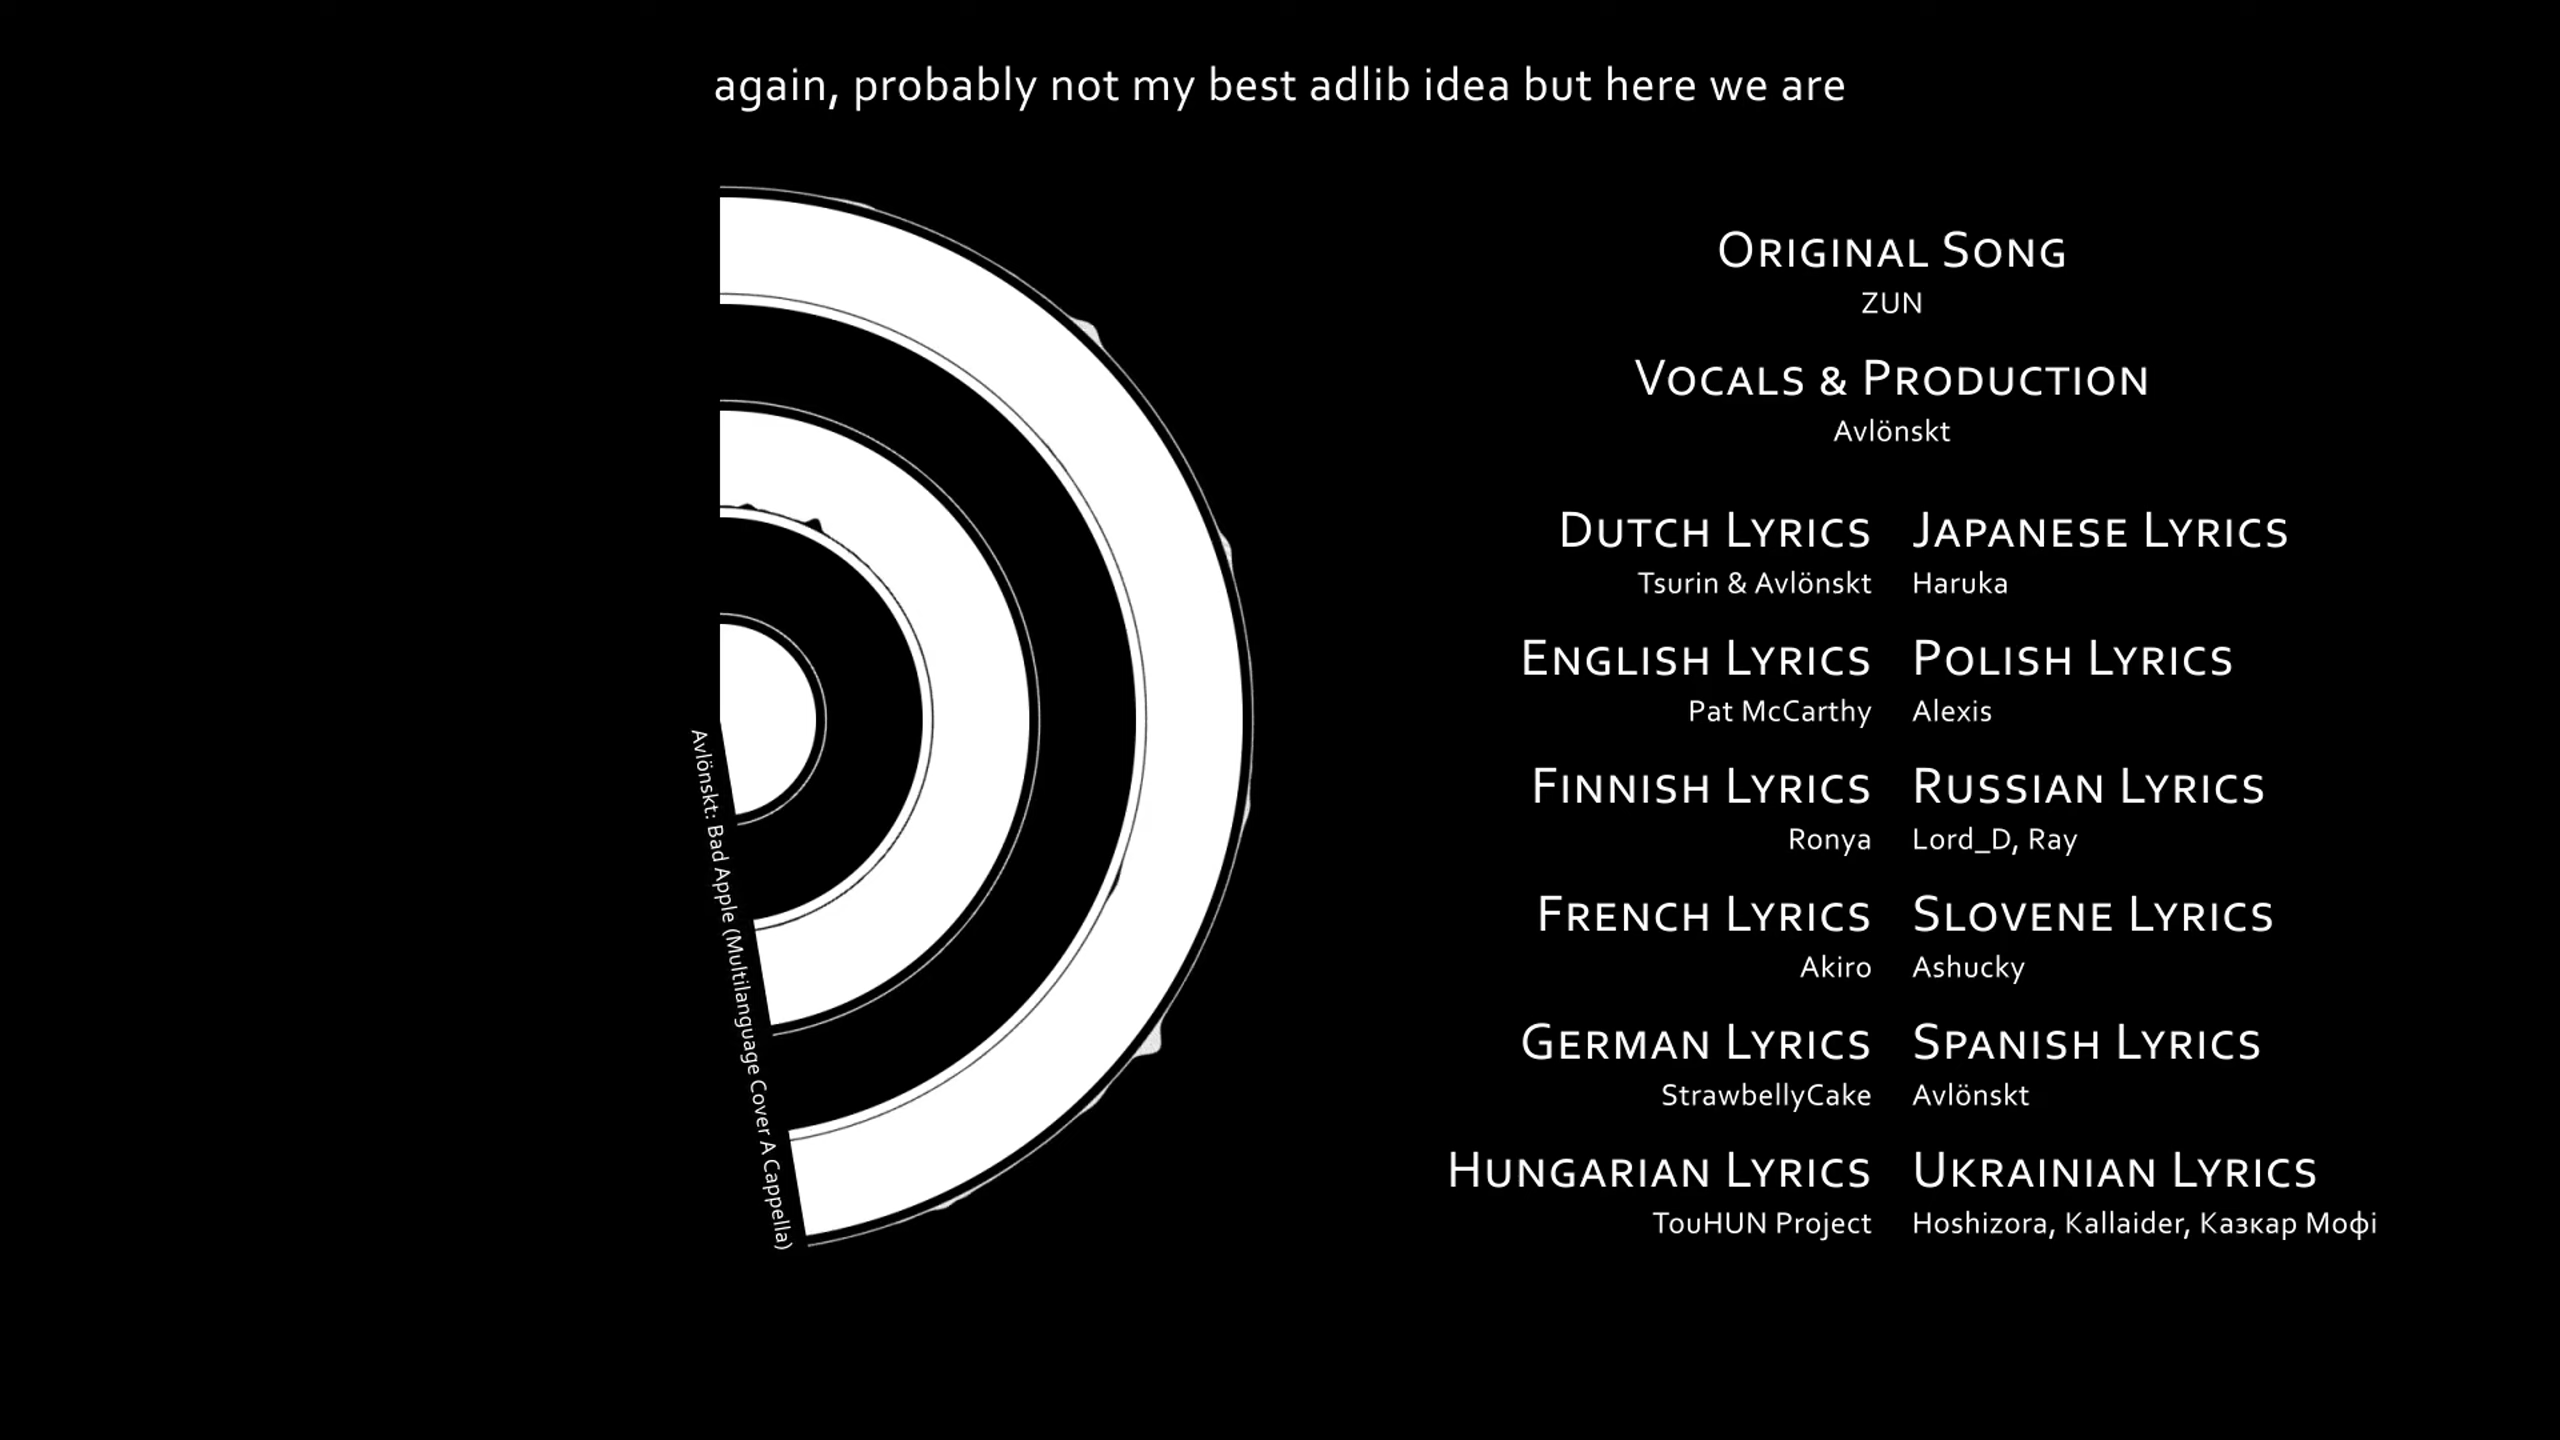 again, probably not my best adlib idea but here we are
Original Song
ZUN
Vocals & Production
Avlönskt
Dutch Lyrics
Tsurin & Avlönskt
English Lyrics
Pat McCarthy
Finnish Lyrics
Ronya
French Lyrics
Akiro
German Lyrics
StrawbellyCake
Hungarian Lyrics
TouHUN Project
Japanese Lyrics
Haruka
Polish Lyrics
Alexis
Russian Lyrics
Lord_D, Ray
Slovene Lyrics
Ashucky
Spanish Lyrics
Avlönskt
Ukrainian Lyrics
Hoshizora, Kallaider, Казкар Мофі
Avlönskt: Bad Apple (Multilanguage Cover A Cappella)